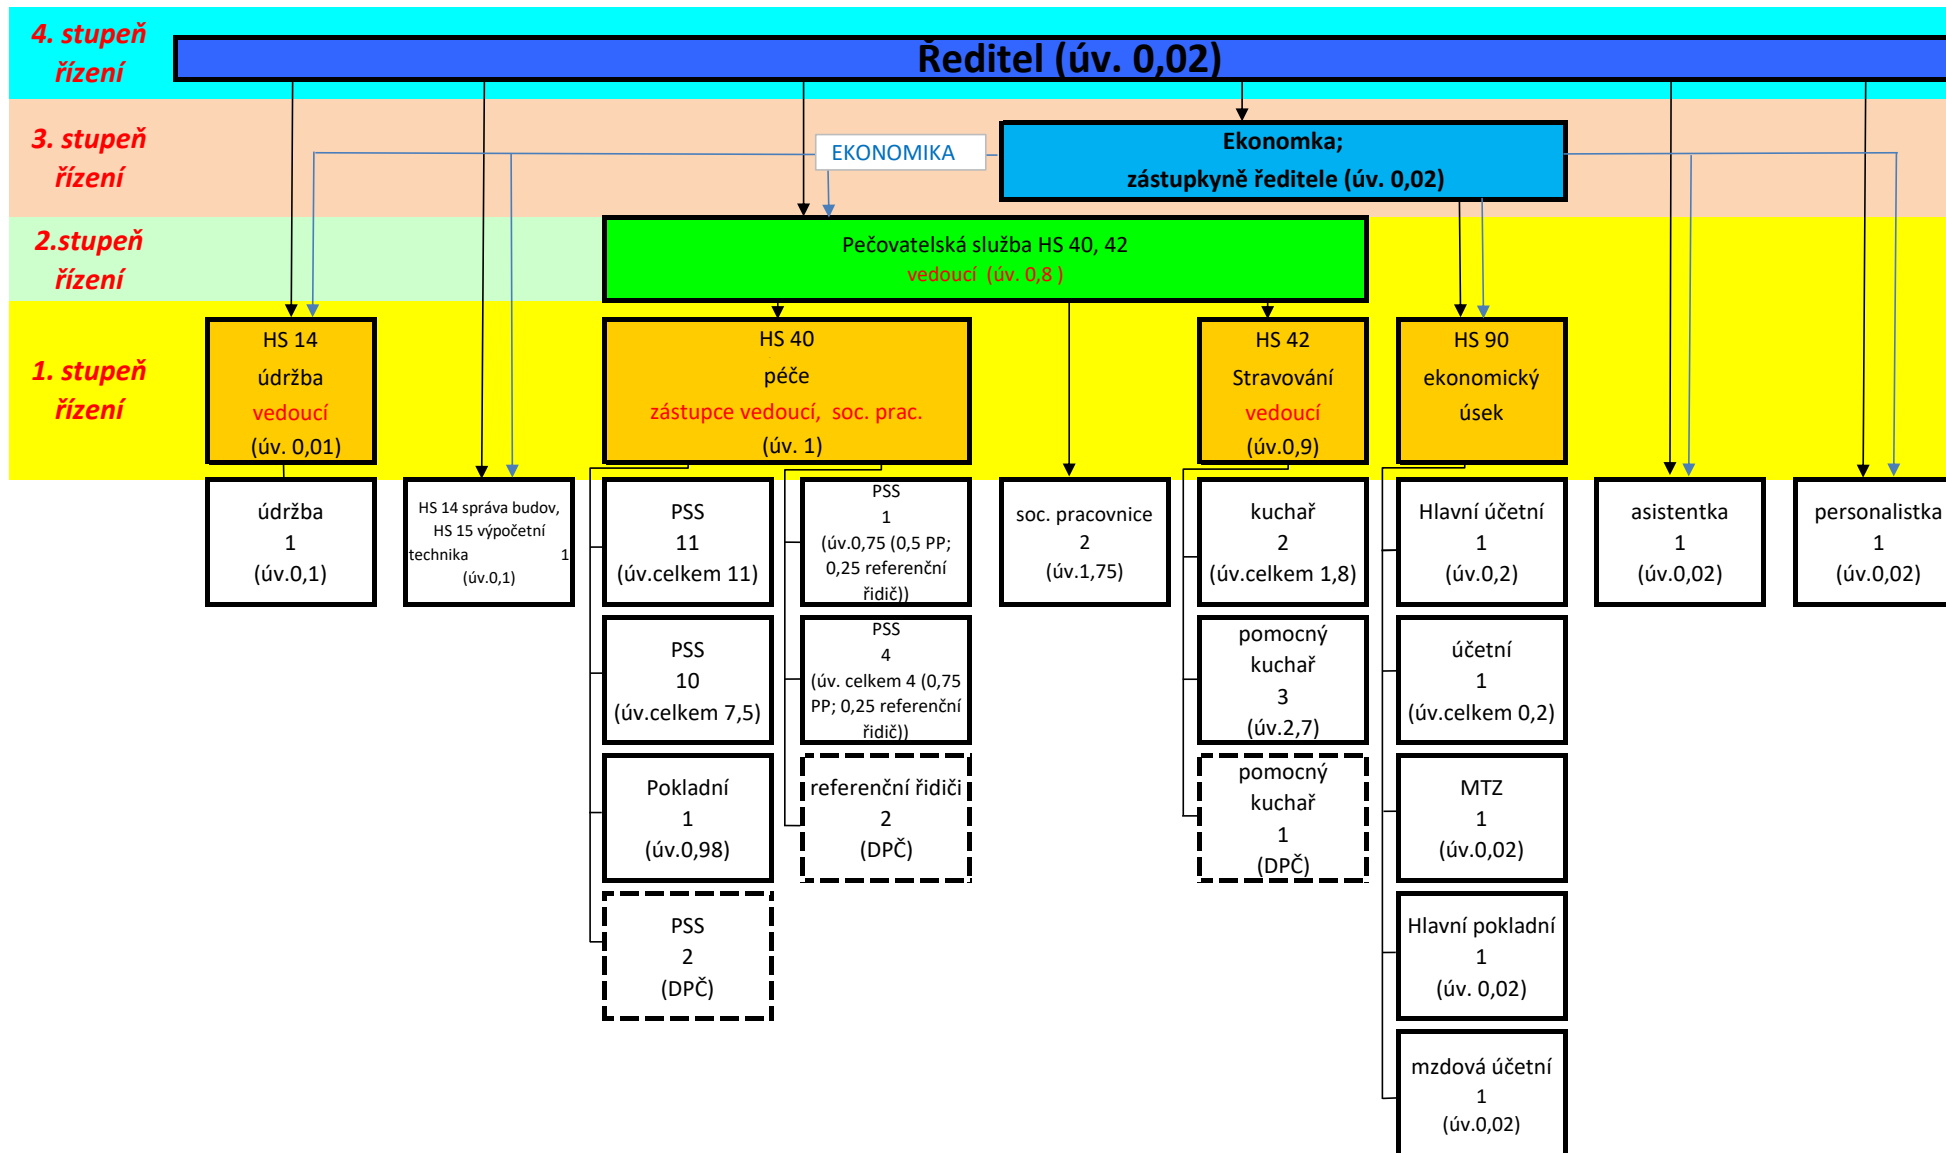 4. stupeň
řízení
Ředitel (úv. 0,02)
3. stupeň
řízení
EKONOMIKA
Ekonomka;
zástupkyně ředitele (úv. 0,02)
2.stupeň
řízení
Pečovatelská služba HS 40, 42
vedoucí  (úv. 0,8 )
1. stupeň
řízení
HS 14
údržba
vedoucí
(úv. 0,01)
HS 40
péče
zástupce vedoucí,  soc. prac.
(úv. 1)
HS 42
Stravování
vedoucí
(úv.0,9)
HS 90
ekonomický
úsek
údržba
1
(úv.0,1)
HS 14 správa budov,
HS 15 výpočetní
technika 1
(úv.0,1)
PSS
11
(úv.celkem 11)
PSS
1
(úv.0,75 (0,5 PP;
0,25 referenční
řidič))
soc. pracovnice
2
(úv.1,75)
kuchař
2
(úv.celkem 1,8)
Hlavní účetní
1
(úv.0,2)
asistentka
1
(úv.0,02)
personalistka
1
(úv.0,02)
PSS
10
(úv.celkem 7,5)
PSS
4
(úv. celkem 4 (0,75
PP; 0,25 referenční
řidič))
pomocný
kuchař
3
(úv.2,7)
účetní
1
(úv.celkem 0,2)
Pokladní
1
(úv.0,98)
referenční řidiči
2
(DPČ)
pomocný
kuchař
1
(DPČ)
MTZ
1
(úv.0,02)
PSS
2
(DPČ)
Hlavní pokladní
1
(úv. 0,02)
mzdová účetní
1
(úv.0,02)